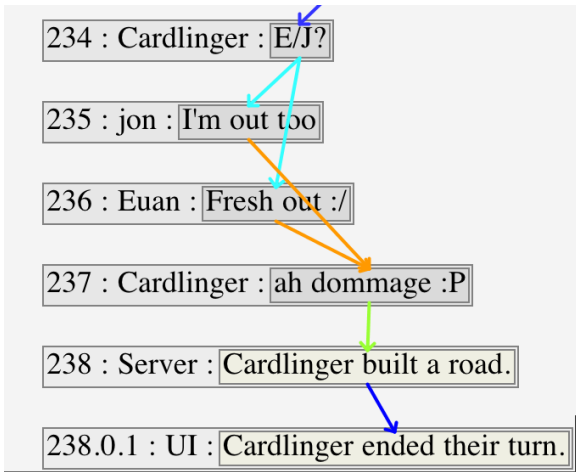 234 : Cardlinger : E/J?
235 : jon : I'm out too
236 : Euan : Fresh out :/
237 : Cardlinger : ah dommage :P
238 : Server : Cardlinger built a road.
238.0.1 : UI : Cardlinger ended their turn.